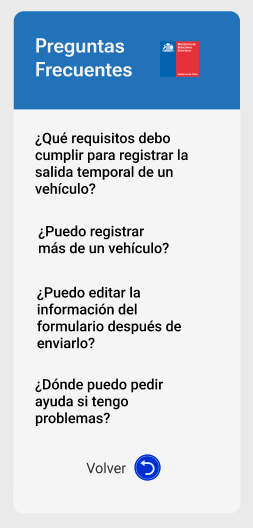 Preguntas
Frecuentes
¿Qué requisitos debo
cumplir para registrar la
salida temporal de un
vehículo?
¿Puedo registrar
más de un vehículo?
¿Puedo editar la
información del
formulario después de
enviarlo?
¿Dónde puedo pedir
ayuda si tengo
problemas?
Volver